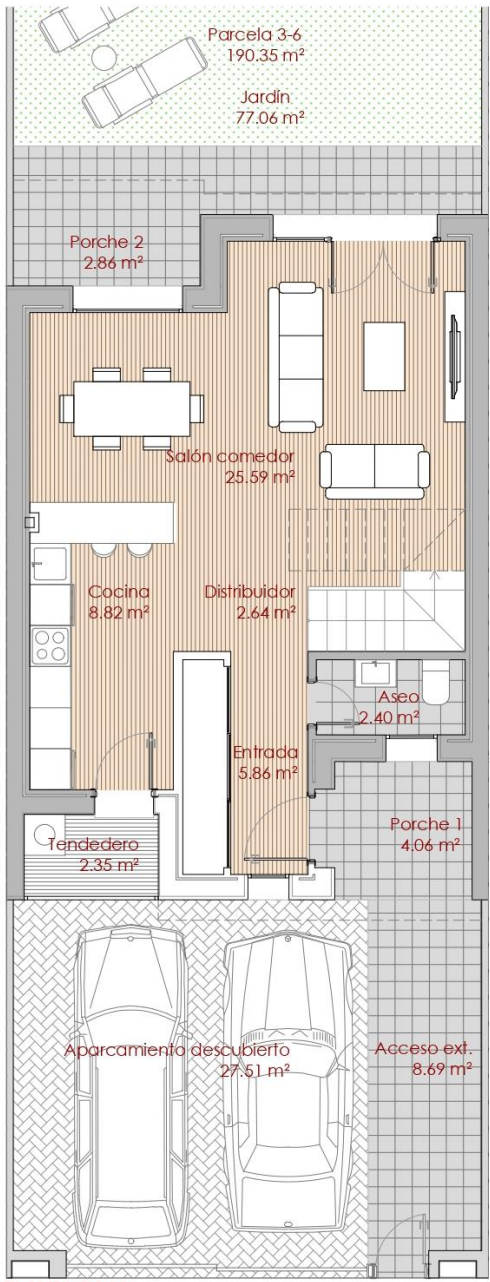 Parcela 3-6
190.35 m²
Jardín
77.06 m²
Porche 2
2.86 m²
Salón comedor
25.59 m²
Cocina
8.82 m²
Distribuidor
2.64 m²
Aseo
2.40 m²
Entrada
5.86 m²
Porche 1
4.06 m²
Tendedero
2.35 m²
Aparcamiento descubierto
27.51 m²
Acceso ext.
8.69 m²